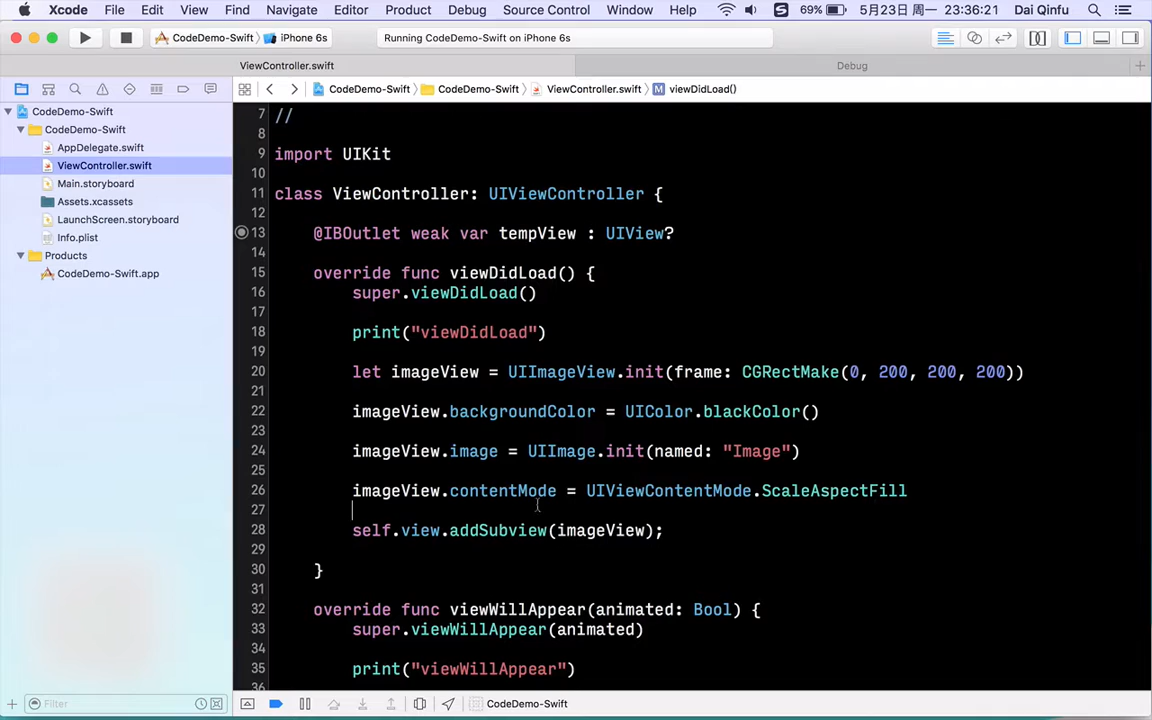 Xcode File Edit View Find Navigate Editor Product Debug Source Control Window Help 69% 5月23日 周一 23:36:21 Dai Qinfu
CodeDemo-Swift iPhone 6s Running CodeDemo-Swift on iPhone 6s
ViewController.swift Debug
CodeDemo-Swift CodeDemo-Swift ViewController.swift M viewDidLoad()
CodeDemo-Swift
CodeDemo-Swift
AppDelegate.swift
ViewController.swift
Main.storyboard
Assets.xcassets
LaunchScreen.storyboard
Info.plist
Products
CodeDemo-Swift.app
7 //
8
9 import UIKit
10
11 class ViewController: UIViewController {
12
13 @IBOutlet weak var tempView : UIView?
14
15 override func viewDidLoad() {
16 super.viewDidLoad()
17
18 print("viewDidLoad")
19
20 let imageView = UIImageView.init(frame: CGRectMake(0, 200, 200, 200))
21
22 imageView.backgroundColor = UIColor.blackColor()
23
24 imageView.image = UIImage.init(named: "Image")
25
26 imageView.contentMode = UIViewContentMode.ScaleAspectFill
27
28 self.view.addSubview(imageView);
29
30 }
31
32 override func viewWillAppear(animated: Bool) {
33 super.viewWillAppear(animated)
34
35 print("viewWillAppear")
36
Filter CodeDemo-Swift